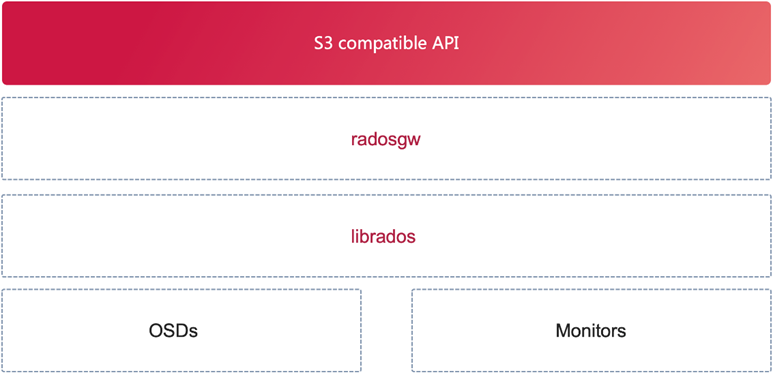 S3 compatible API
radosgw
librados
OSDs
Monitors